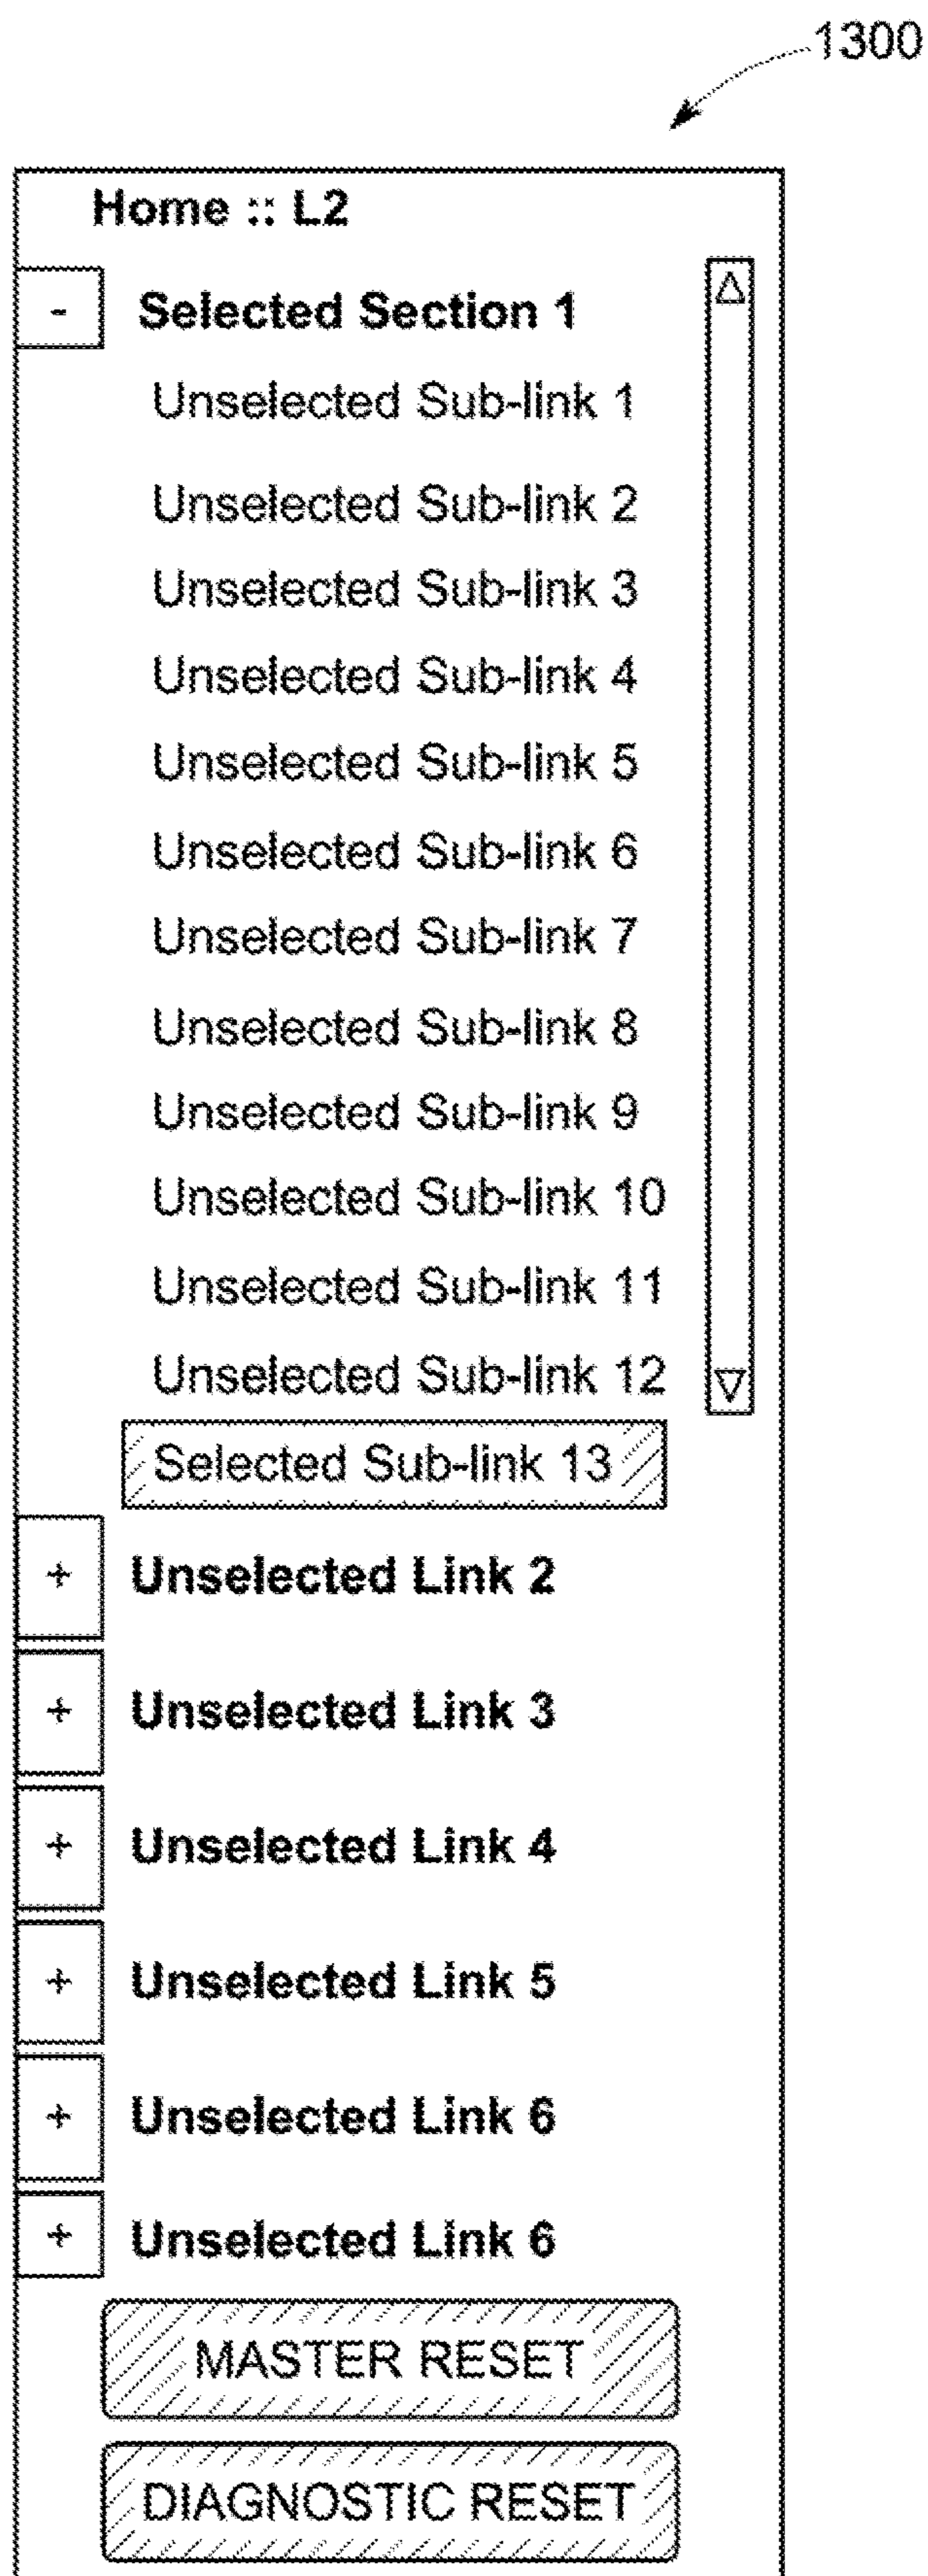 1300
Home :: L2
- Selected Section 1
Unselected Sub-link 1
Unselected Sub-link 2
Unselected Sub-link 3
Unselected Sub-link 4
Unselected Sub-link 5
Unselected Sub-link 6
Unselected Sub-link 7
Unselected Sub-link 8
Unselected Sub-link 9
Unselected Sub-link 10
Unselected Sub-link 11
Unselected Sub-link 12
Selected Sub-link 13
+ Unselected Link 2
+ Unselected Link 3
+ Unselected Link 4
+ Unselected Link 5
+ Unselected Link 6
+ Unselected Link 6
MASTER RESET
DIAGNOSTIC RESET